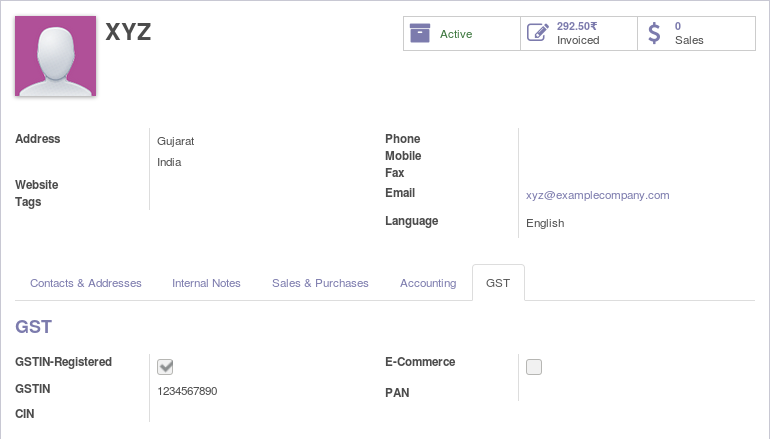 XYZ
Active
292.50₹
Invoiced
0
Sales
Address
Gujarat
India
Website
Tags
Phone
Mobile
Fax
Email xyz@examplecompany.com
Language English
Contacts & Addresses Internal Notes Sales & Purchases Accounting GST
GST
GSTIN-Registered
GSTIN 1234567890
CIN
E-Commerce
PAN